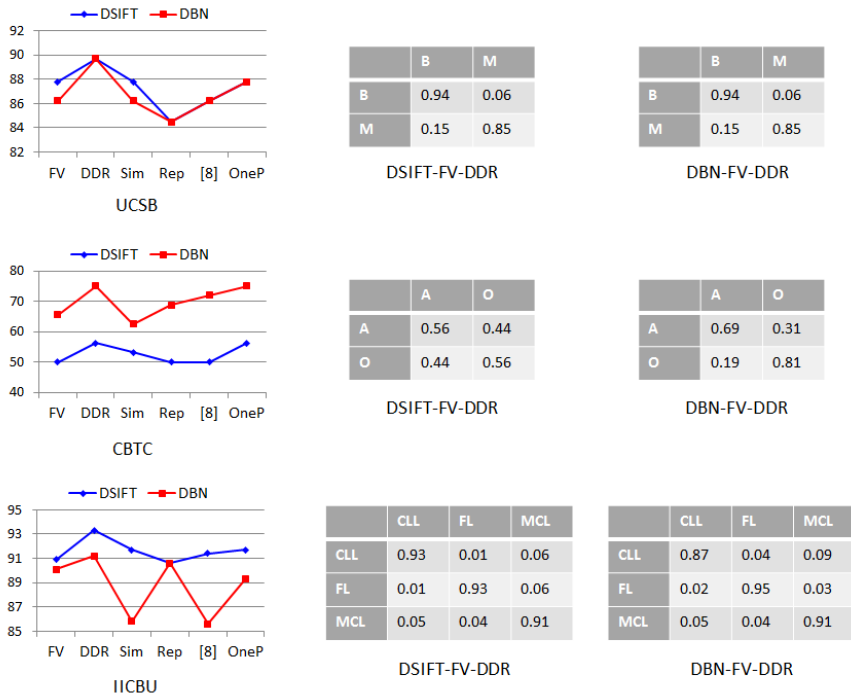 DSIFT DBN
92
90
88
86
84
82
FV DDR Sim Rep [8] OneP
UCSB
B M
B 0.94 0.06
M 0.15 0.85
DSIFT-FV-DDR
B M
B 0.94 0.06
M 0.15 0.85
DBN-FV-DDR
DSIFT DBN
80
70
60
50
40
FV DDR Sim Rep [8] OneP
CBTC
A O
A 0.56 0.44
O 0.44 0.56
DSIFT-FV-DDR
A O
A 0.69 0.31
O 0.19 0.81
DBN-FV-DDR
DSIFT DBN
95
93
91
89
87
85
FV DDR Sim Rep [8] OneP
IICBU
CLL FL MCL
CLL 0.93 0.01 0.06
FL 0.01 0.93 0.06
MCL 0.05 0.04 0.91
DSIFT-FV-DDR
CLL FL MCL
CLL 0.87 0.04 0.09
FL 0.02 0.95 0.03
MCL 0.05 0.04 0.91
DBN-FV-DDR